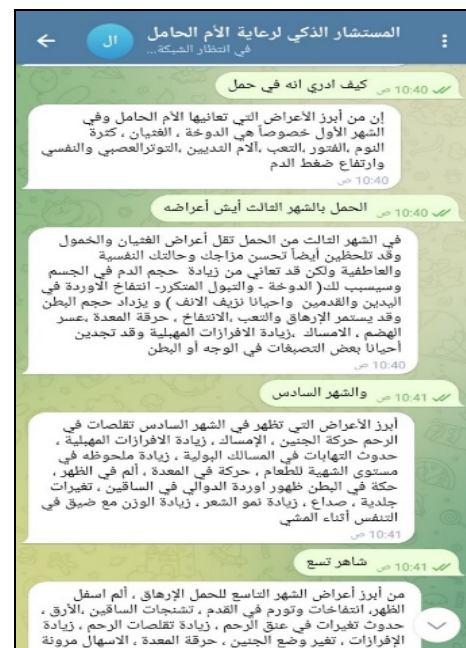 المستشار الذكي لرعاية الأم الحامل
ال
في انتظار الشبكة...
كيف ادري انه في حمل
10:40 ص
إن من أبرز الأعراض التي تعانيها الأم الحامل وفي
الشهر الأول خصوصاً هي الدوخة ، الغثيان ، كثرة
النوم ،الفتور ،التعب ،آلام الثديين ،التوترالعصبي والنفسي
وارتفاع ضغط الدم
10:40 ص
الحمل بالشهر الثالث أيش أعراضه
10:40 ص
في الشهر الثالث من الحمل تقل أعراض الغثيان والخمول
وقد تلحظين أيضاً تحسن مزاجك وحالتك النفسية
والعاطفية ولكن قد تعاني من زيادة حجم الدم في الجسم
وسيسبب لك( الدوخة - والتبول المتكرر- انتفاخ الأوردة في
اليدين والقدمين واحيانا نزيف الانف ) و يزداد حجم البطن
وقد يستمر الإرهاق والتعب ،الانتفاخ ، حرقة المعدة ،عسر
الهضم ، الامساك ،زيادة الافرازات المهبلية وقد تجدين
أحيانا بعض التصبغات في الوجه أو البطن
10:40 ص
والشهر السادس
10:41 ص
أبرز الأعراض التي تظهر في الشهر السادس تقلصات في
الرحم حركة الجنين ، الإمساك ، زيادة الافرازات المهبلية ،
حدوث التهابات في المسالك البولية ، زيادة ملحوظه في
مستوى الشهية للطعام ، حركة في المعدة ، ألم في الظهر ،
حكة في البطن ظهور اوردة الدوالي في الساقين ، تغيرات
جلدية ، صداع ، زيادة نمو الشعر ، زيادة الوزن مع ضيق في
التنفس أثناء المشي
10:41 ص
شاهر تسع
10:41 ص
من أبرز أعراض الشهر التاسع للحمل الإرهاق ، ألم اسفل
الظهر، انتفاخات وتورم في القدم ، تشنجات الساقين ،الأرق ،
حدوث تغيرات في عنق الرحم ، زيادة تقلصات الرحم ، زيادة
الإفرازات ، تغير وضع الجنين ، حرقة المعدة ، الاسهال مرونة